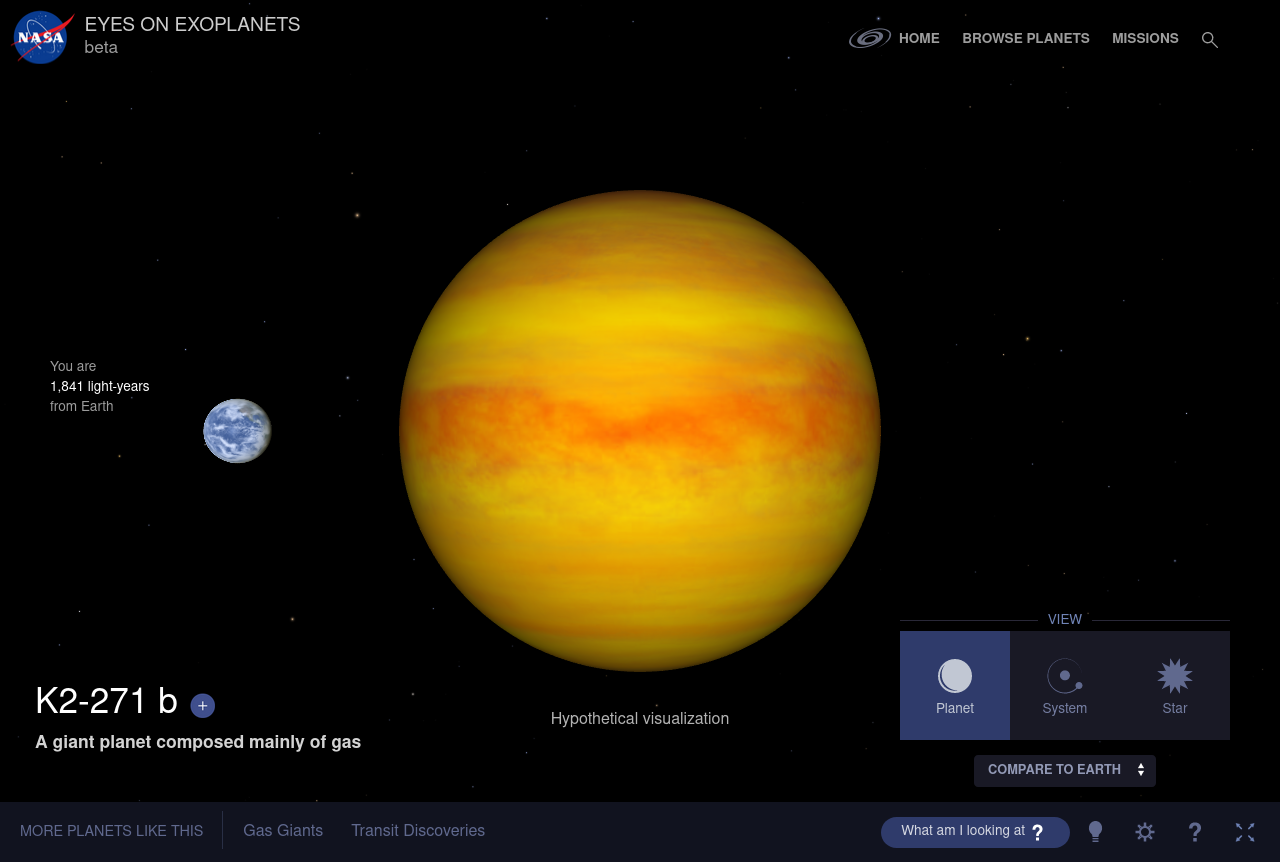 NASA
EYES ON EXOPLANETS
beta
HOME
BROWSE PLANETS
MISSIONS
You are
1,841 light-years
from Earth
K2-271 b +
A giant planet composed mainly of gas
Hypothetical visualization
VIEW
Planet
System
Star
COMPARE TO EARTH
MORE PLANETS LIKE THIS
Gas Giants
Transit Discoveries
What am I looking at ?
?